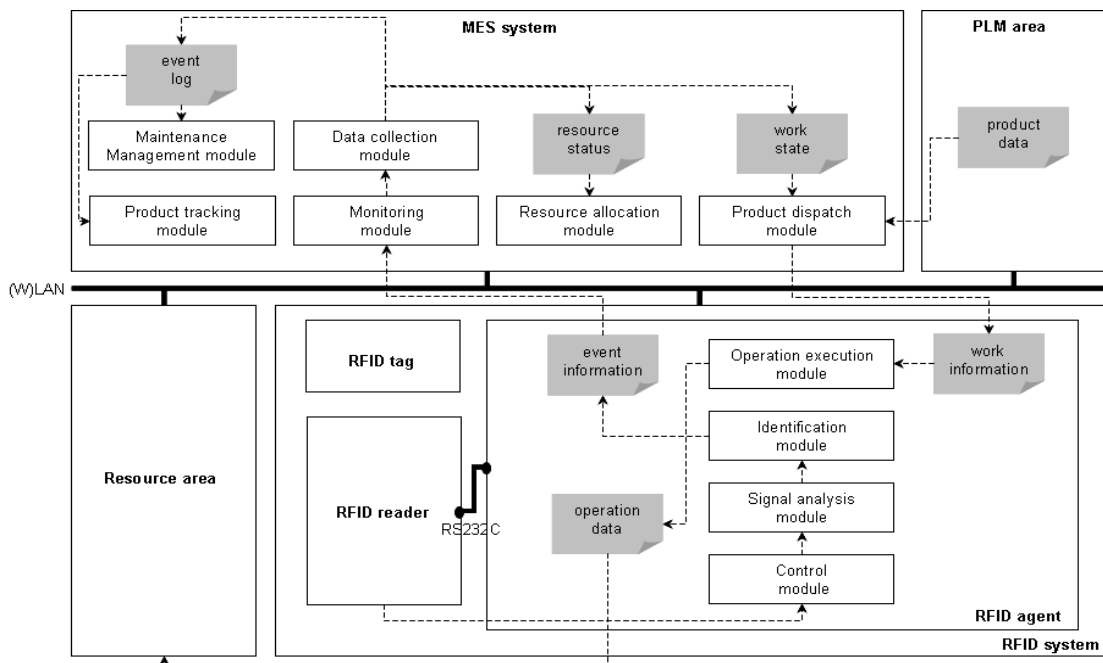 MES system
PLM area
event
log
Maintenance
Management module
Data collection
module
resource
status
work
state
product
data
Product tracking
module
Monitoring
module
Resource allocation
module
Product dispatch
module
(W)LAN
Resource area
RFID tag
RFID reader
RS232C
event
information
Operation execution
module
work
information
Identification
module
Signal analysis
module
operation
data
Control
module
RFID agent
RFID system